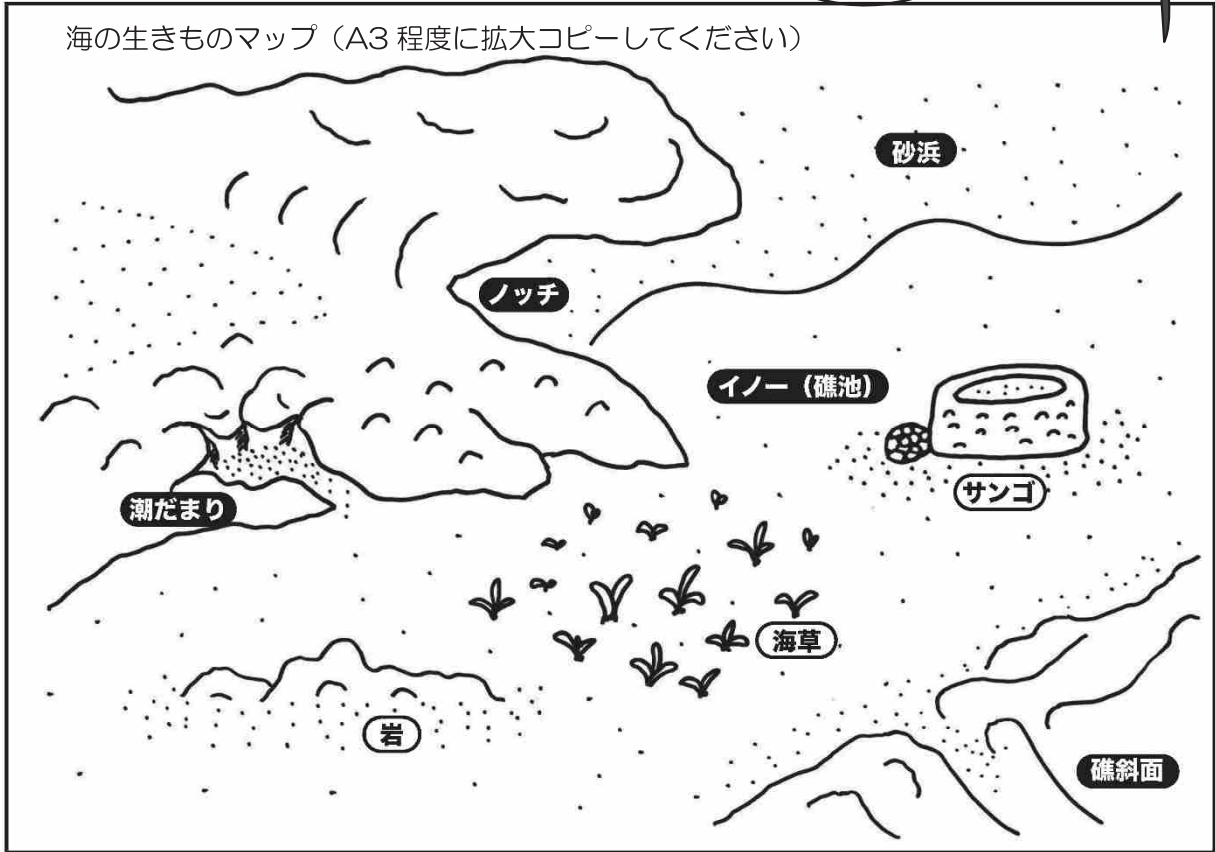 海の生きものマップ（A3 程度に拡大コピーしてください）
砂浜
ノッチ
イノー（礁池）
サンゴ
潮だまり
海草
岩
礁斜面